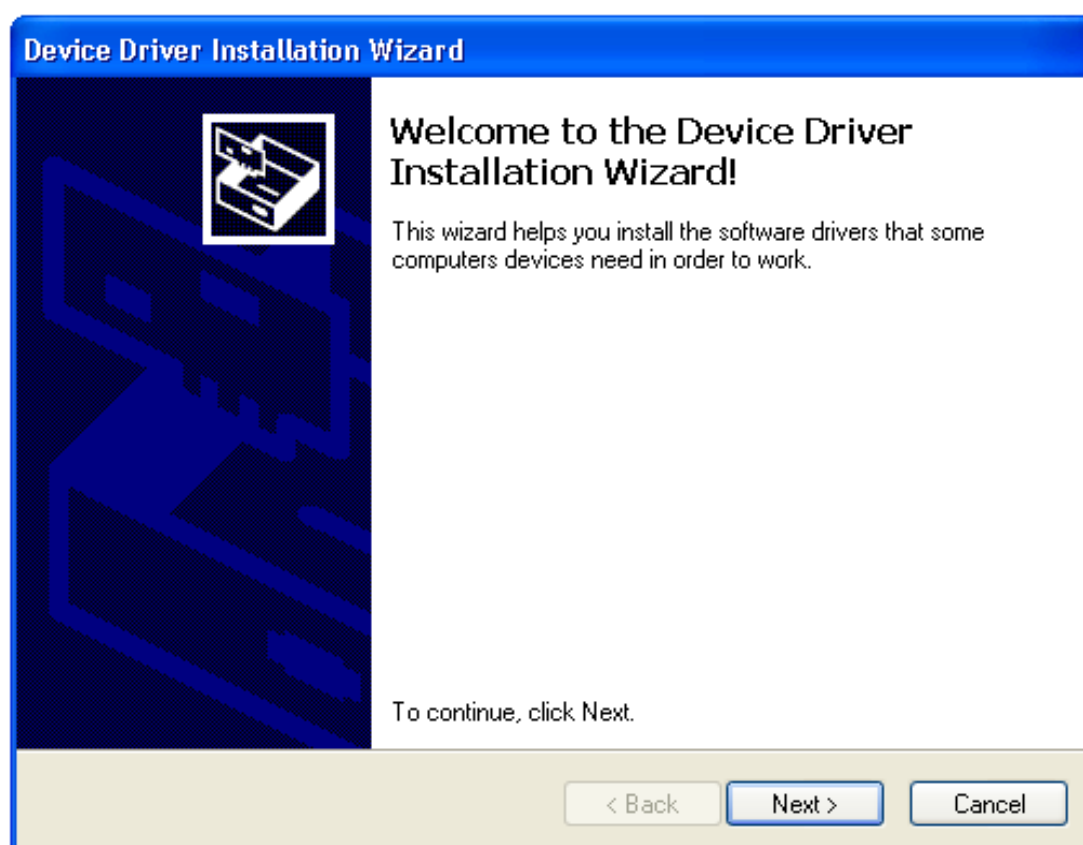 Device Driver Installation Wizard
Welcome to the Device Driver
Installation Wizard!
This wizard helps you install the software drivers that some
computers devices need in order to work.
To continue, click Next.
< Back
Next >
Cancel